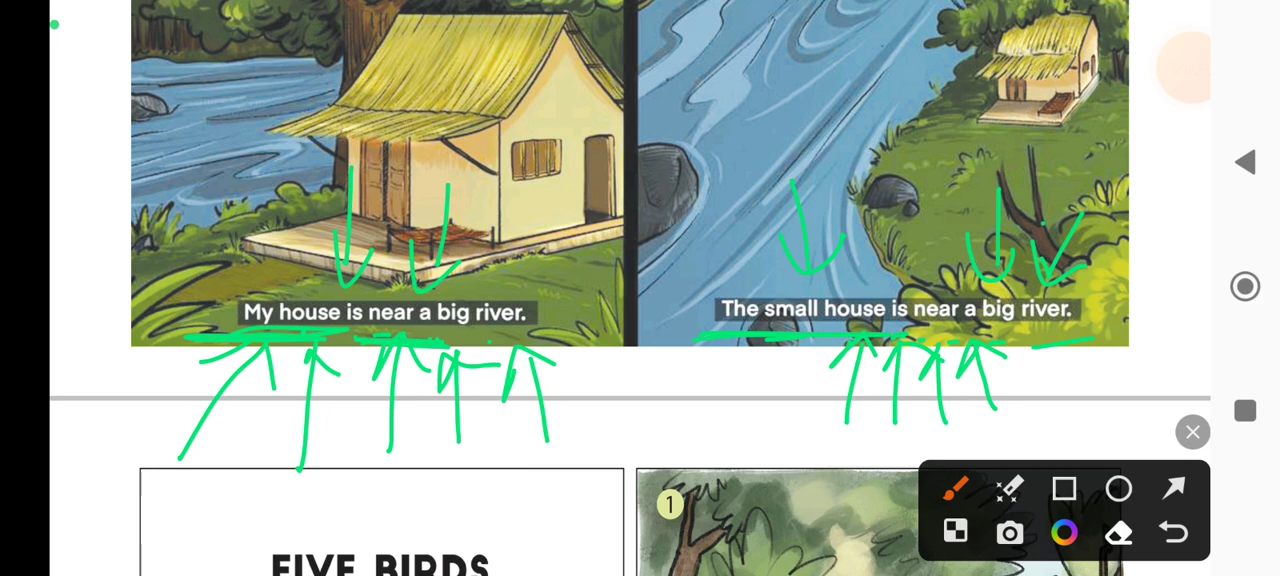 My house is near a big river.
The small house is near a big river.
1
FIVE BIRDS